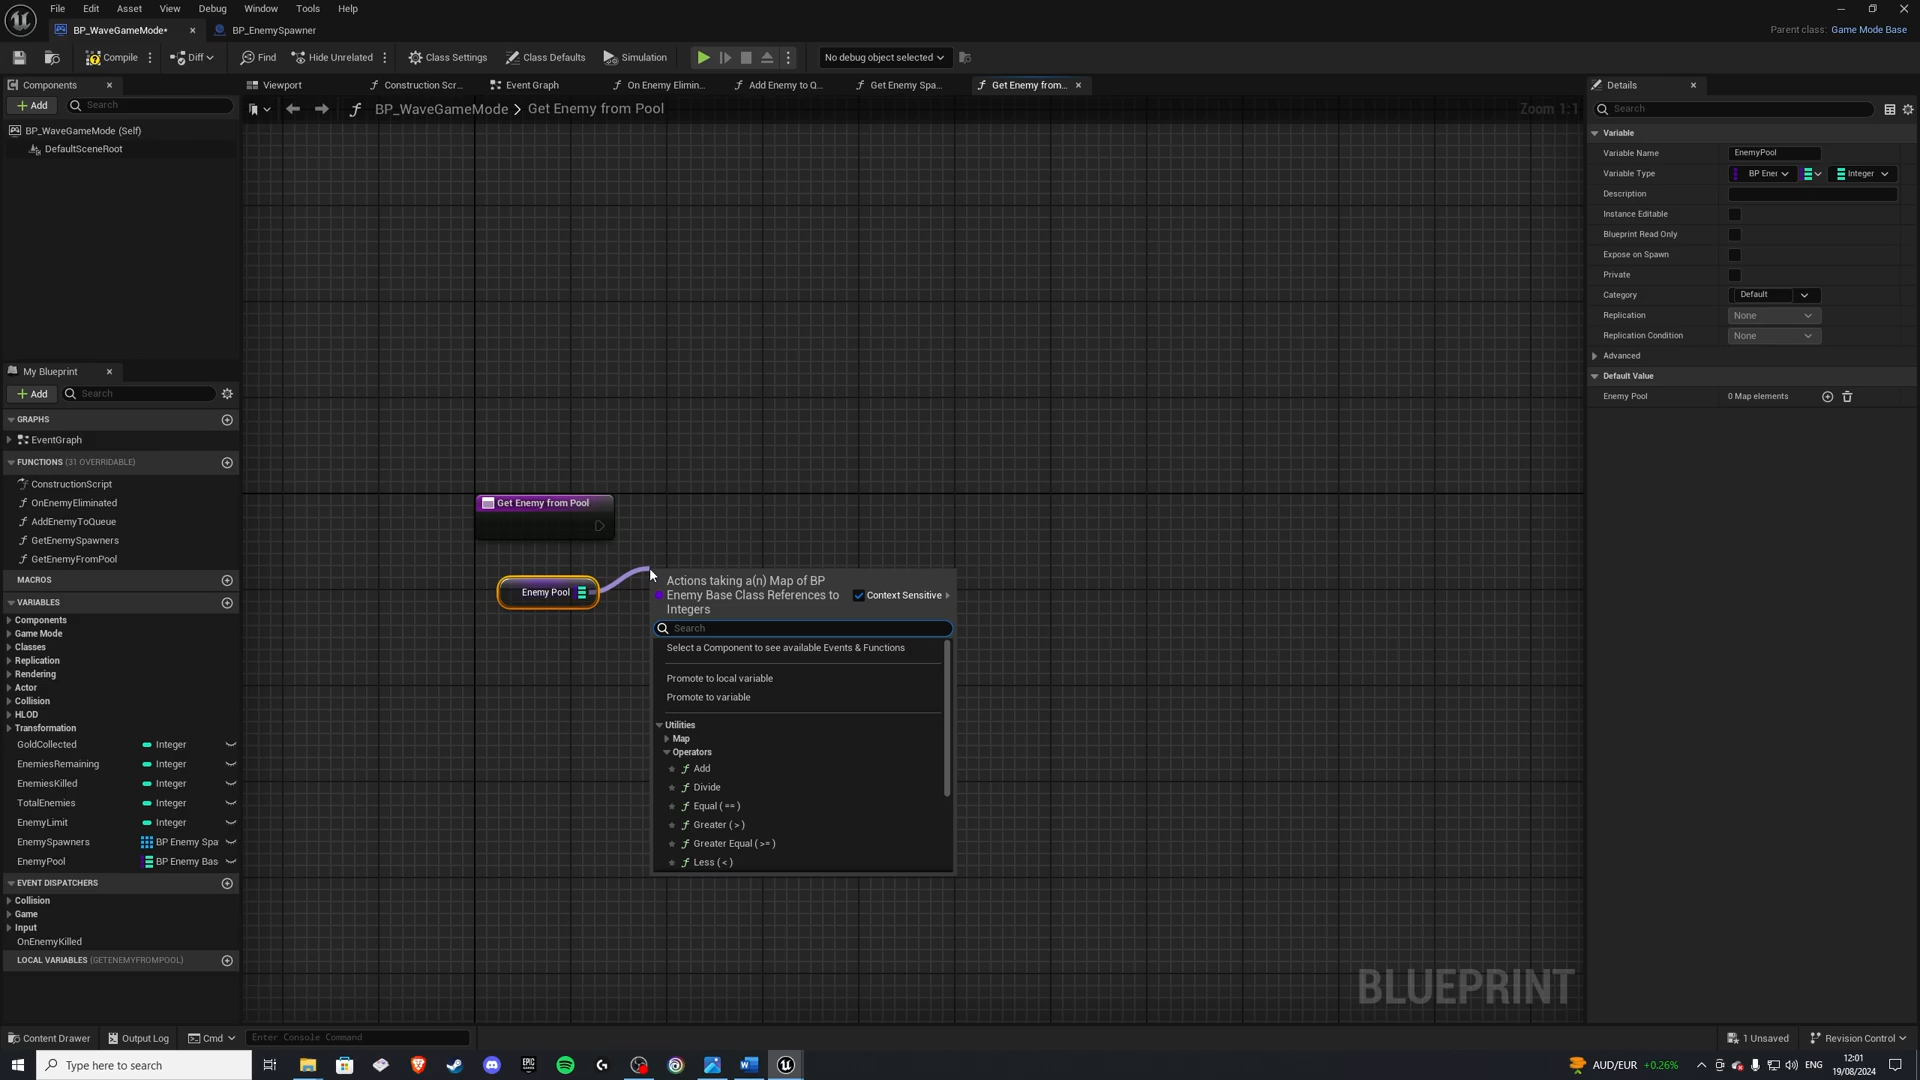 File Edit Asset View Debug Window Tools Help
BP_WaveGameMode*
BP_EnemySpawner
Parent class: Game Mode Base
Compile
Diff
Find
Hide Unrelated
Class Settings
Class Defaults
Simulation
No debug object selected
Components
Viewport
Construction Scr...
Event Graph
On Enemy Elimin...
Add Enemy to Q...
Get Enemy Spa...
Get Enemy from...
Details
Add
Search
BP_WaveGameMode > Get Enemy from Pool
Zoom 1:1
Search
BP_WaveGameMode (Self)
DefaultSceneRoot
Variable
Variable Name EnemyPool
Variable Type BP Ener Integer
Description
Instance Editable
Blueprint Read Only
Expose on Spawn
Private
Category Default
Replication None
Replication Condition None
Advanced
Default Value
Enemy Pool 0 Map elements
My Blueprint
Add
Search
GRAPHS
EventGraph
FUNCTIONS (31 OVERRIDABLE)
ConstructionScript
OnEnemyEliminated
AddEnemyToQueue
GetEnemySpawners
GetEnemyFromPool
MACROS
VARIABLES
Components
Game Mode
Classes
Replication
Rendering
Actor
Collision
HLOD
Transformation
GoldCollected Integer
EnemiesRemaining Integer
EnemiesKilled Integer
TotalEnemies Integer
EnemyLimit Integer
EnemySpawners BP Enemy Spa
EnemyPool BP Enemy Bas
EVENT DISPATCHERS
Collision
Game
Input
OnEnemyKilled
LOCAL VARIABLES (GETENEMYFROMPOOL)
Get Enemy from Pool
Enemy Pool
Actions taking a(n) Map of BP
Enemy Base Class References to
Integers
Context Sensitive
Search
Select a Component to see available Events & Functions
Promote to local variable
Promote to variable
Utilities
Map
Operators
Add
Divide
Equal ( == )
Greater ( > )
Greater Equal ( >= )
Less ( < )
BLUEPRINT
Content Drawer
Output Log
Cmd
Enter Console Command
1 Unsaved
Revision Control
Type here to search
AUD/EUR +0.26%
ENG
12:01
19/08/2024